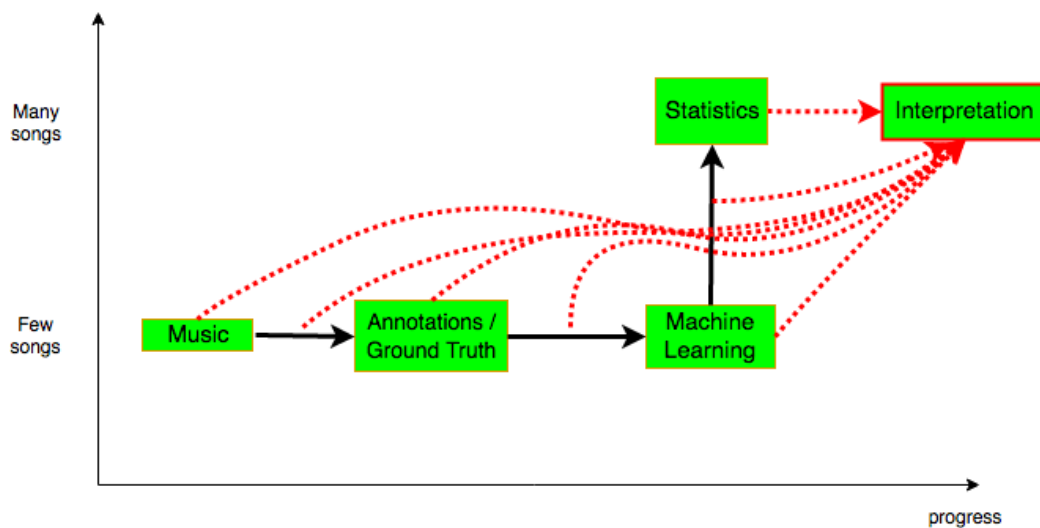 Many
songs
Statistics
Interpretation
Few
songs
Music
Annotations /
Ground Truth
Machine
Learning
progress